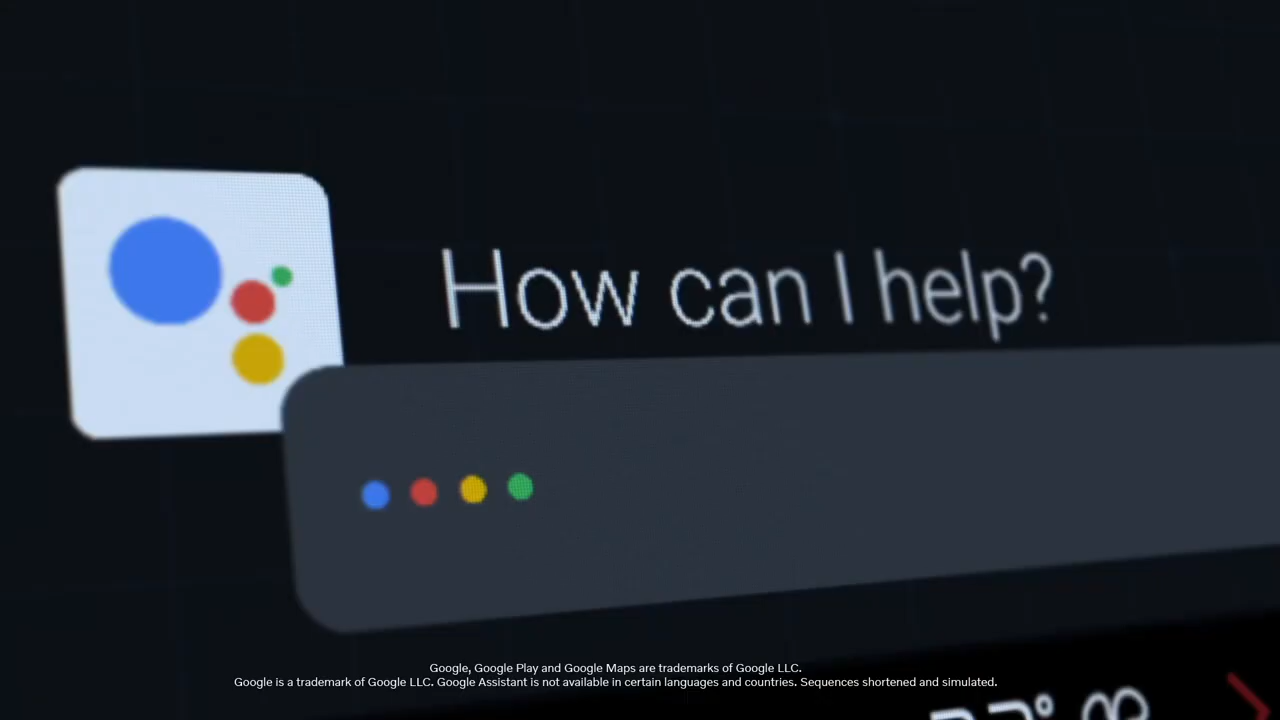 How can I help?
Google, Google Play and Google Maps are trademarks of Google LLC.
Google is a trademark of Google LLC. Google Assistant is not available in certain languages and countries. Sequences shortened and simulated.